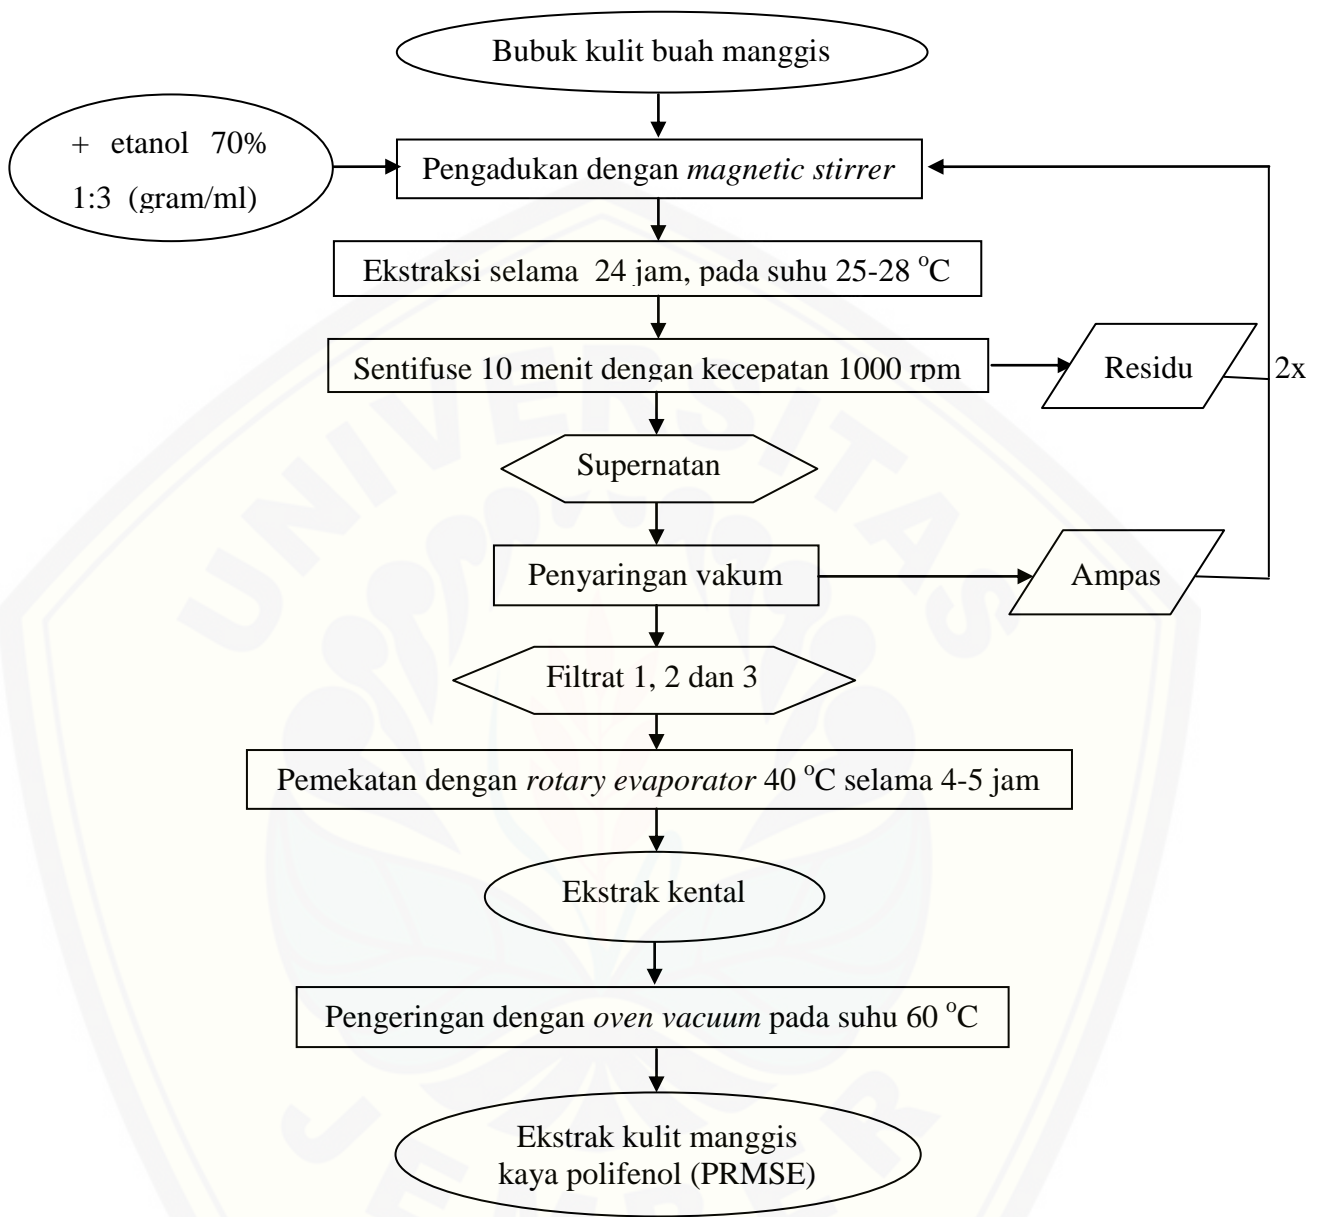 Bubuk kulit buah manggis
+ etanol 70%
1:3 (gram/ml)
Pengadukan dengan magnetic stirrer
Ekstraksi selama 24 jam, pada suhu 25-28 °C
Sentifuse 10 menit dengan kecepatan 1000 rpm
Residu
2x
Supernatan
Penyaringan vakum
Ampas
Filtrat 1, 2 dan 3
Pemekatan dengan rotary evaporator 40 °C selama 4-5 jam
Ekstrak kental
Pengeringan dengan oven vacuum pada suhu 60 °C
Ekstrak kulit manggis
kaya polifenol (PRMSE)
UNIVERSITAS
JEMBER